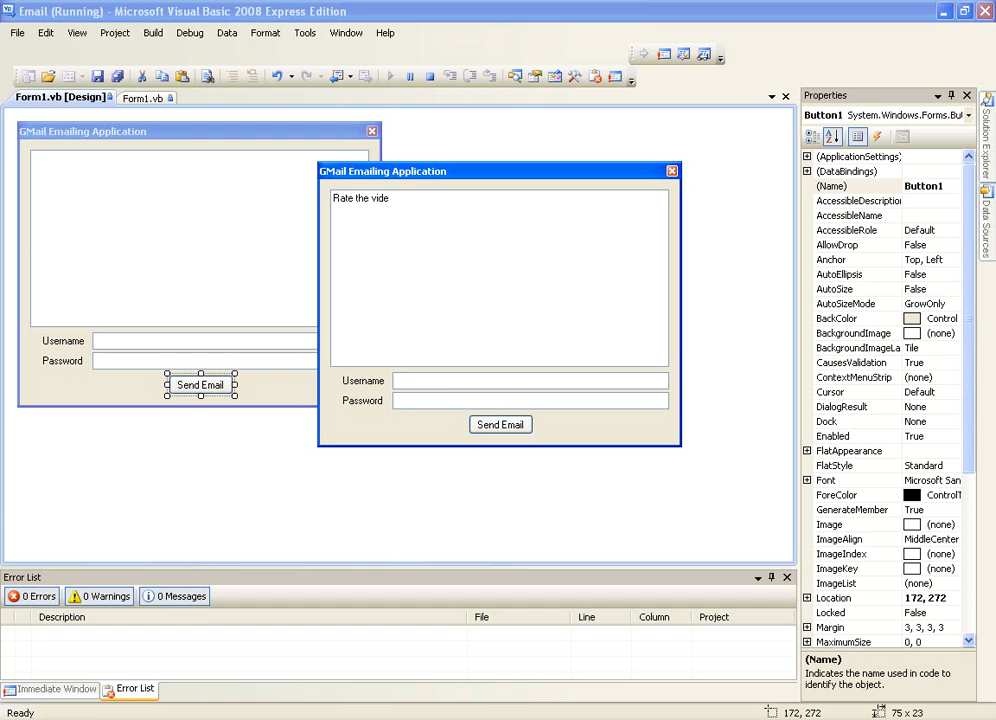 Email (Running) - Microsoft Visual Basic 2008 Express Edition
File Edit View Project Build Debug Data Format Tools Window Help
Form1.vb [Design] Form1.vb
GMail Emailing Application
Username
Password
Send Email
GMail Emailing Application
Rate the vide
Username
Password
Send Email
Properties
Button1 System.Windows.Forms.Bu
(ApplicationSettings)
(DataBindings)
(Name) Button1
AccessibleDescription
AccessibleName
AccessibleRole Default
AllowDrop False
Anchor Top, Left
AutoEllipsis False
AutoSize False
AutoSizeMode GrowOnly
BackColor Control
BackgroundImage (none)
BackgroundImageLa Tile
CausesValidation True
ContextMenuStrip (none)
Cursor Default
DialogResult None
Dock None
Enabled True
FlatAppearance
FlatStyle Standard
Font Microsoft San
ForeColor ControlT
GenerateMember True
Image (none)
ImageAlign MiddleCenter
ImageIndex (none)
ImageKey (none)
ImageList (none)
Location 172, 272
Locked False
Margin 3, 3, 3, 3
MaximumSize 0, 0
(Name)
Indicates the name used in code to
identify the object.
Solution Explorer
Data Sources
Error List
0 Errors 0 Warnings 0 Messages
Description File Line Column Project
Immediate Window Error List
Ready 172, 272 75 x 23